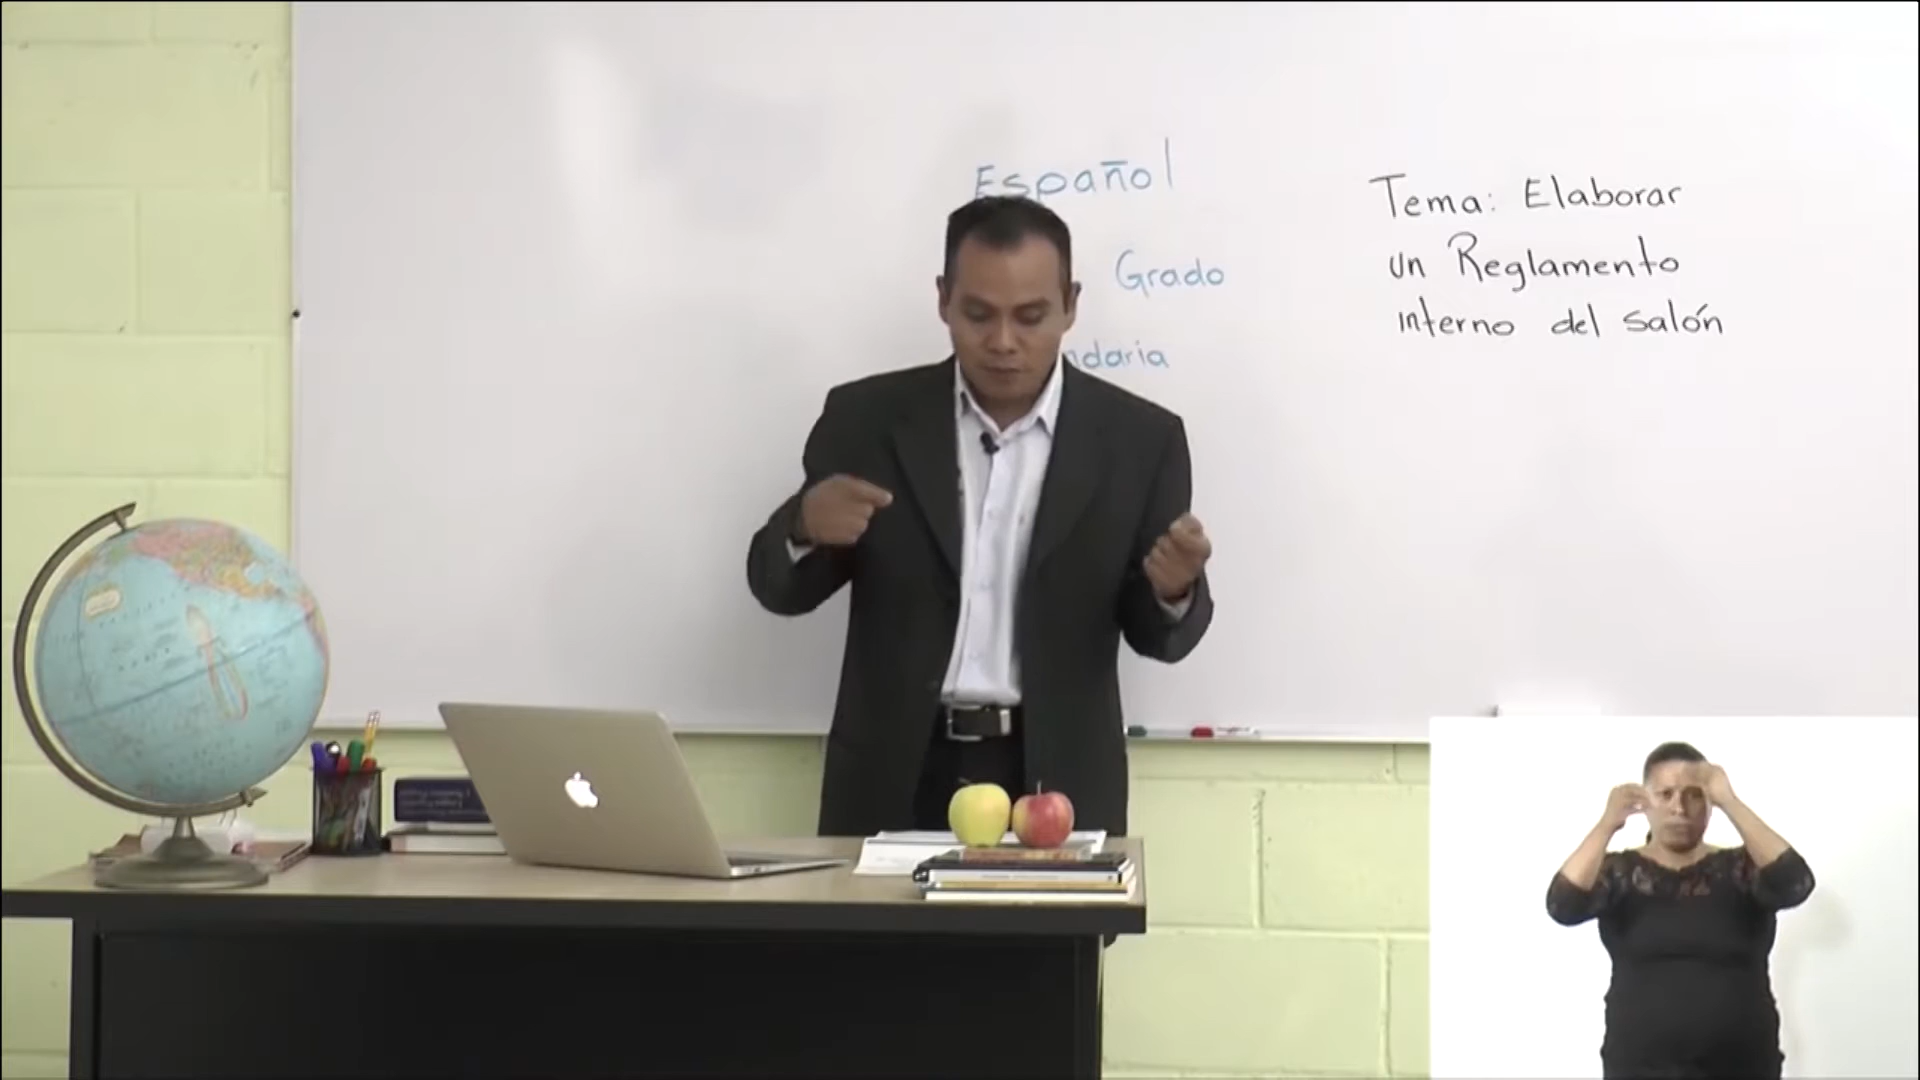 Español
Grado
ndaria
Tema: Elaborar
un Reglamento
interno del salón